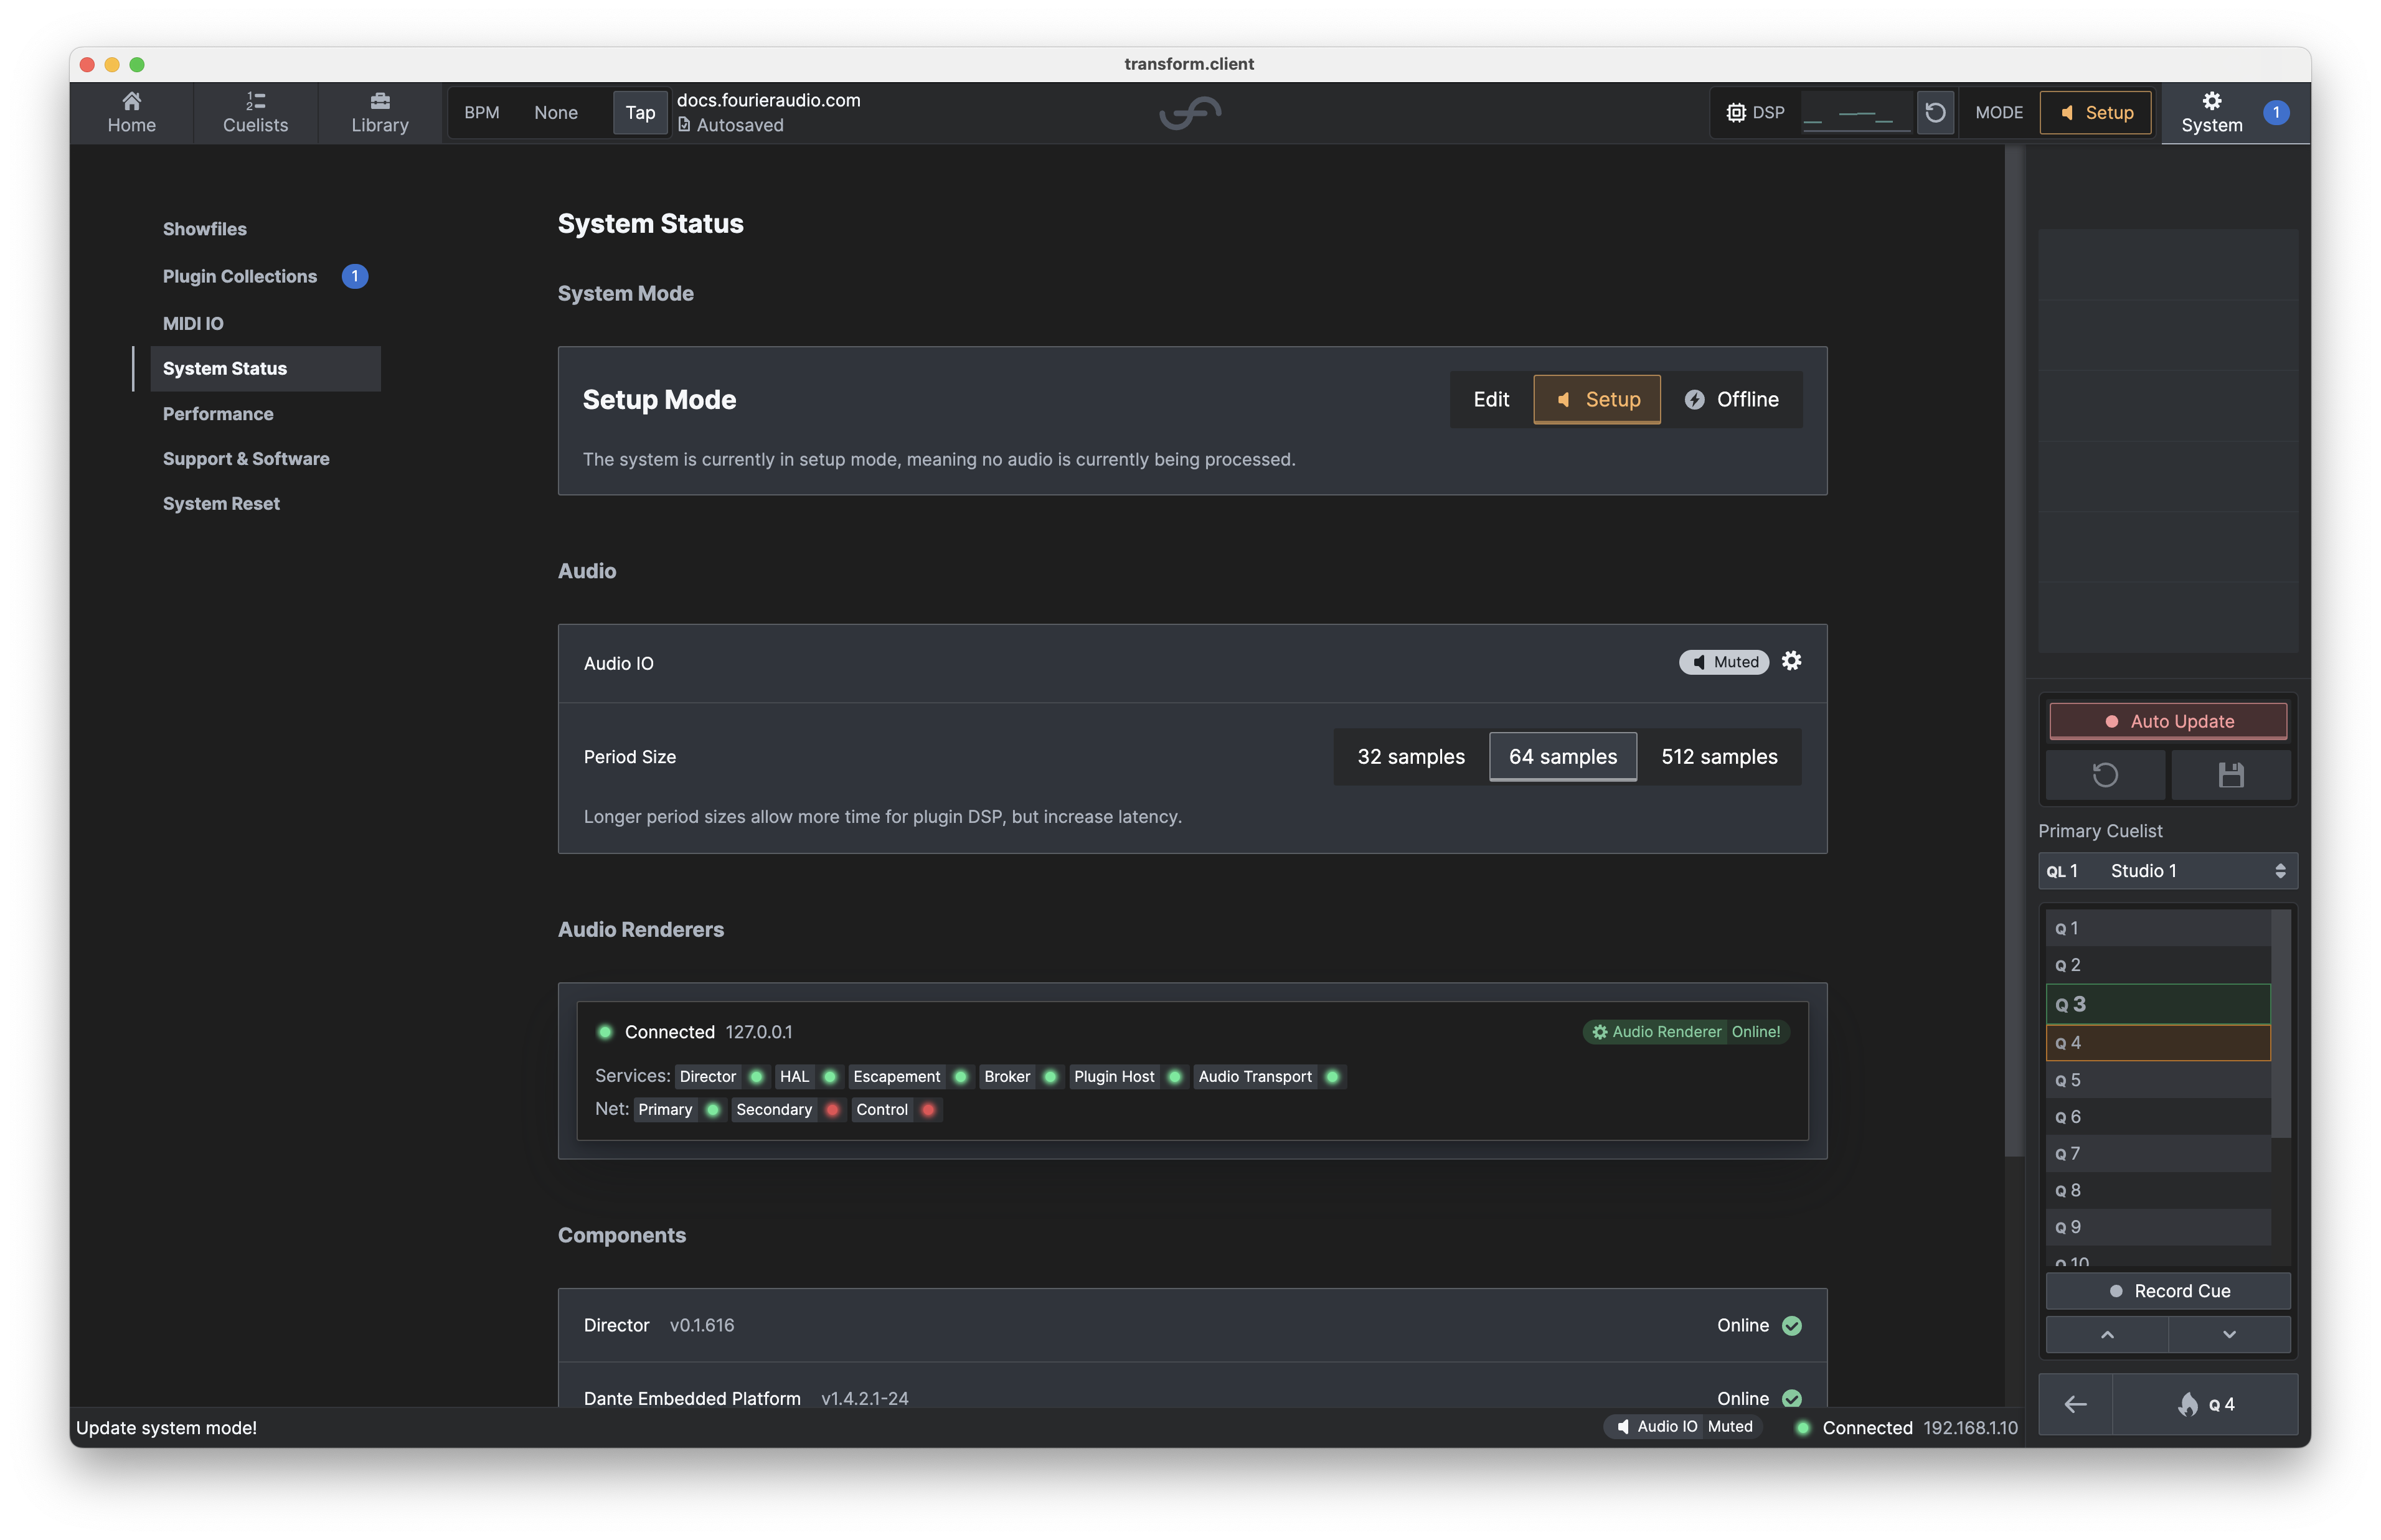 transform.client
Home
Cuelists
Library
BPM None Tap
docs.fourieraudio.com
Autosaved
DSP
MODE Setup
System 1
Showfiles
Plugin Collections 1
MIDI IO
System Status
Performance
Support & Software
System Reset
System Status
System Mode
Setup Mode
Edit Setup Offline
The system is currently in setup mode, meaning no audio is currently being processed.
Audio
Audio IO Muted
Period Size 32 samples 64 samples 512 samples
Longer period sizes allow more time for plugin DSP, but increase latency.
Audio Renderers
Connected 127.0.0.1 Audio Renderer Online!
Services: Director HAL Escapement Broker Plugin Host Audio Transport
Net: Primary Secondary Control
Components
Director v0.1.616 Online
Dante Embedded Platform v1.4.2.1-24 Online
Auto Update
Primary Cuelist
QL 1 Studio 1
Q 1
Q 2
Q 3
Q 4
Q 5
Q 6
Q 7
Q 8
Q 9
Q 10
Record Cue
Q 4
Update system mode! Audio IO Muted Connected 192.168.1.10